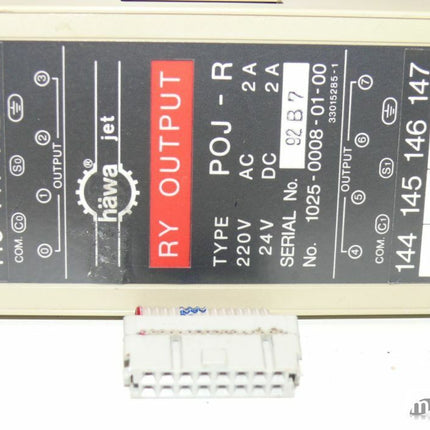 häwa ® jet
RY OUTPUT
TYPE POJ - R
220V AC 2 A
24V DC 2 A
SERIAL No. 92 B 7
No. 1025-0008-01-00
33015285-1
COM. C0 S0
0 1 2 3
OUTPUT
4 5 6 7
OUTPUT
COM. C1 S1
144 145 146 147